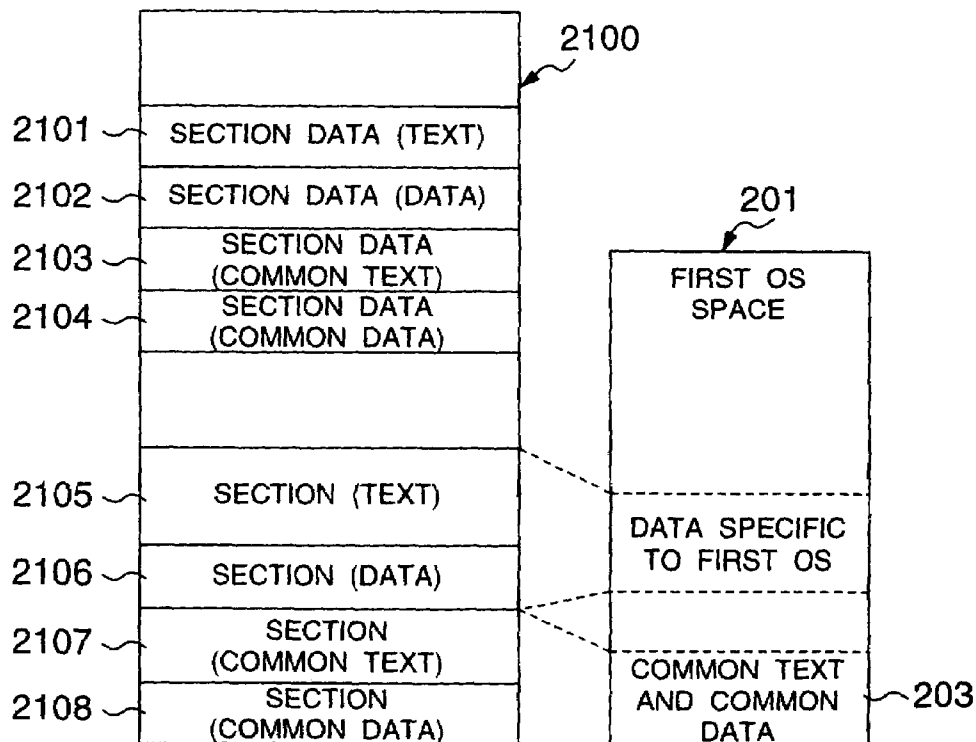 2100
2101
SECTION DATA (TEXT)
2102
SECTION DATA (DATA)
2103
SECTION DATA
(COMMON TEXT)
2104
SECTION DATA
(COMMON DATA)
2105
SECTION (TEXT)
2106
SECTION (DATA)
2107
SECTION
(COMMON TEXT)
2108
SECTION
(COMMON DATA)
201
FIRST OS
SPACE
DATA SPECIFIC
TO FIRST OS
COMMON TEXT
AND COMMON
DATA
203